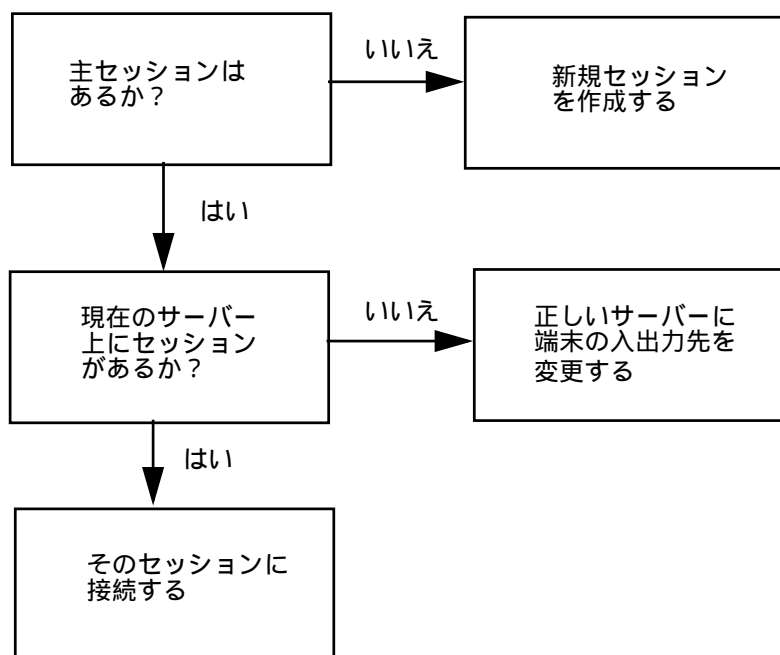 主セッションは
あるか？
いいえ
新規セッション
を作成する
はい
現在のサーバー
上にセッション
があるか？
いいえ
正しいサーバーに
端末の入出力先を
変更する
はい
そのセッションに
接続する